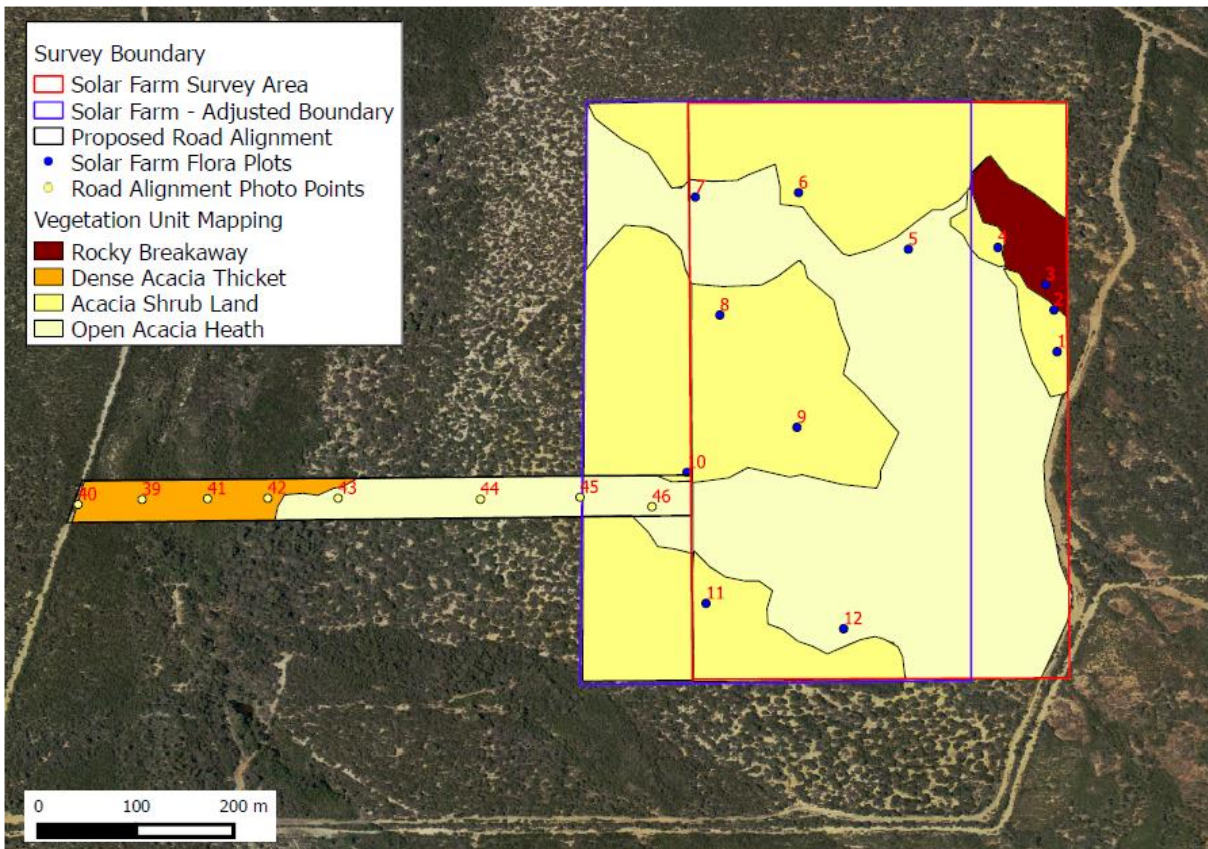 Survey Boundary
Solar Farm Survey Area
Solar Farm - Adjusted Boundary
Proposed Road Alignment
Solar Farm Flora Plots
Road Alignment Photo Points
Vegetation Unit Mapping
Rocky Breakaway
Dense Acacia Thicket
Acacia Shrub Land
Open Acacia Heath
7
6
5
4
3
2
1
8
9
10
40
39
41
42
43
44
45
46
11
12
0 100 200 m